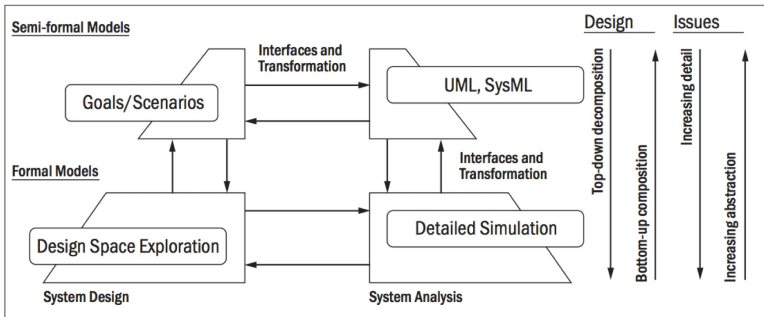 Semi-formal Models
Design
Issues
Interfaces and
Transformation
Goals/Scenarios
UML, SysML
Top-down decomposition
Bottom-up composition
Increasing detail
Increasing abstraction
Formal Models
Interfaces and
Transformation
Design Space Exploration
Detailed Simulation
System Design
System Analysis